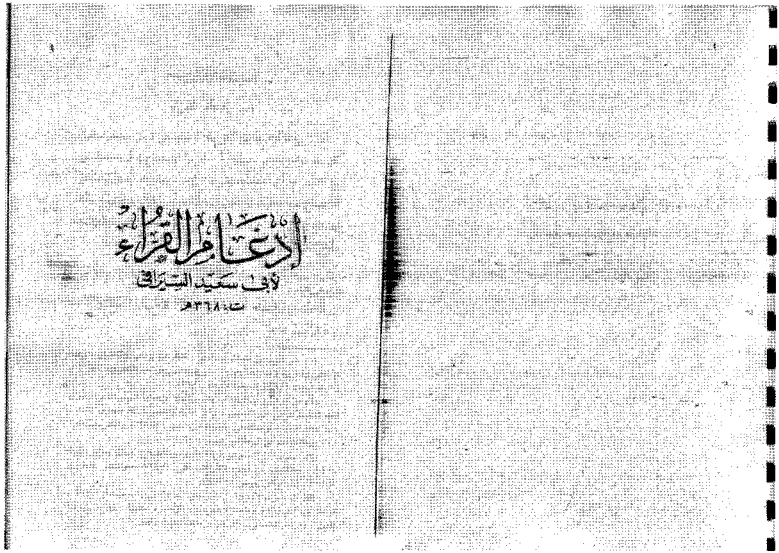 إدغام القراء
لأبي سعيد السيرافي
ت: ٣٦٨ هـ